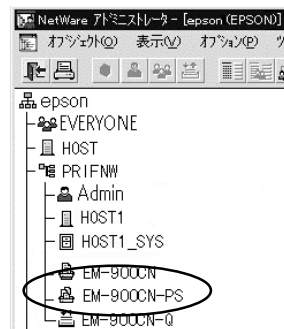 NetWare アドミニストレータ - [epson (EPSON)]
オブジェクト(O) 表示(V) オプション(P)
epson
EVERYONE
HOST
PRIFNW
Admin
HOST1
HOST1_SYS
EM-900CN
EM-900CN-PS
EM-900CN-Q